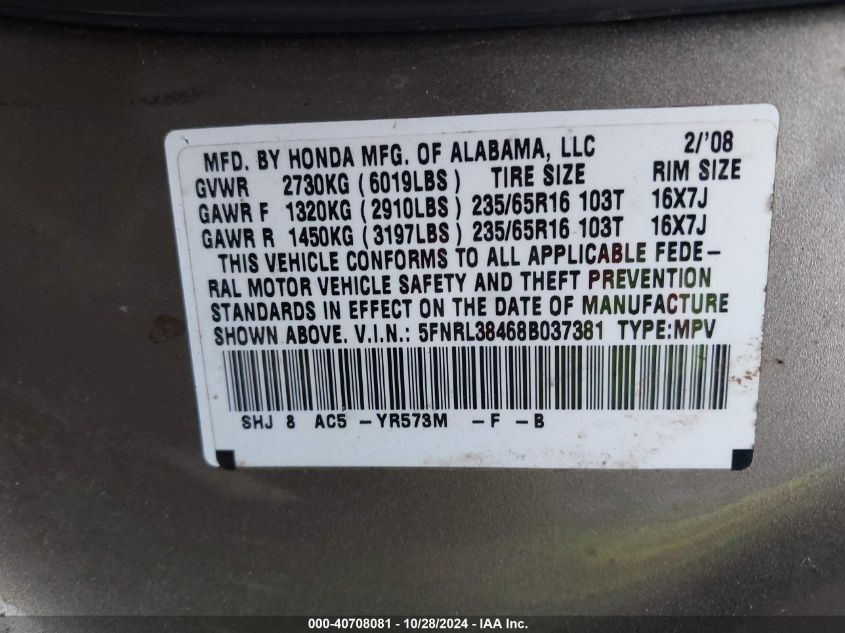 MFD. BY HONDA MFG. OF ALABAMA, LLC 2/'08
GVWR 2730KG (6019LBS) TIRE SIZE RIM SIZE
GAWR F 1320KG (2910LBS) 235/65R16 103T 16X7J
GAWR R 1450KG (3197LBS) 235/65R16 103T 16X7J
THIS VEHICLE CONFORMS TO ALL APPLICABLE FEDE-
RAL MOTOR VEHICLE SAFETY AND THEFT PREVENTION
STANDARDS IN EFFECT ON THE DATE OF MANUFACTURE
SHOWN ABOVE. V.I.N.: 5FNRL38468B037381 TYPE:MPV
SHJ 8 AC5 -YR573M -F -B
000-40708081 - 10/28/2024 - IAA Inc.